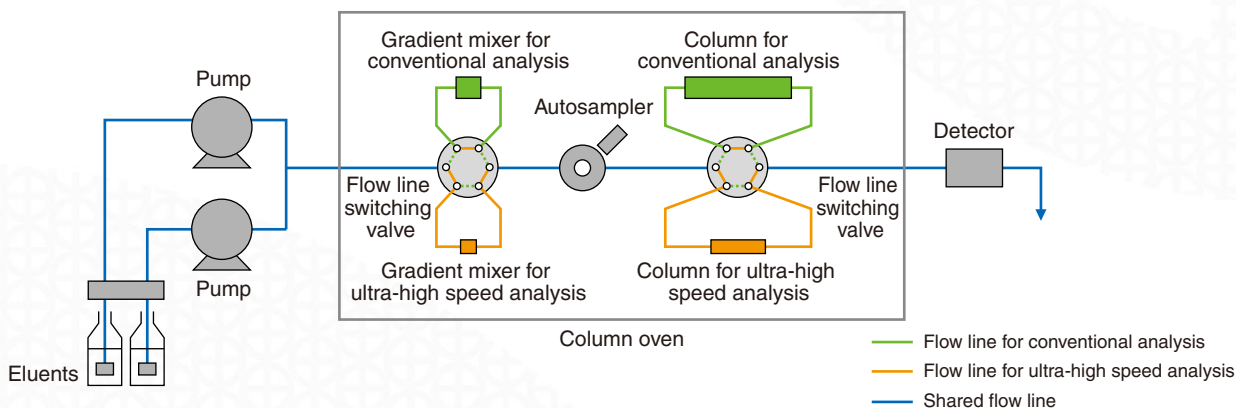 Gradient mixer for
conventional analysis
Column for
conventional analysis
Pump
Autosampler
Detector
Flow line
switching
valve
Flow line
switching
valve
Pump
Gradient mixer for
ultra-high speed analysis
Column for ultra-high
speed analysis
Column oven
Eluents
Flow line for conventional analysis
Flow line for ultra-high speed analysis
Shared flow line